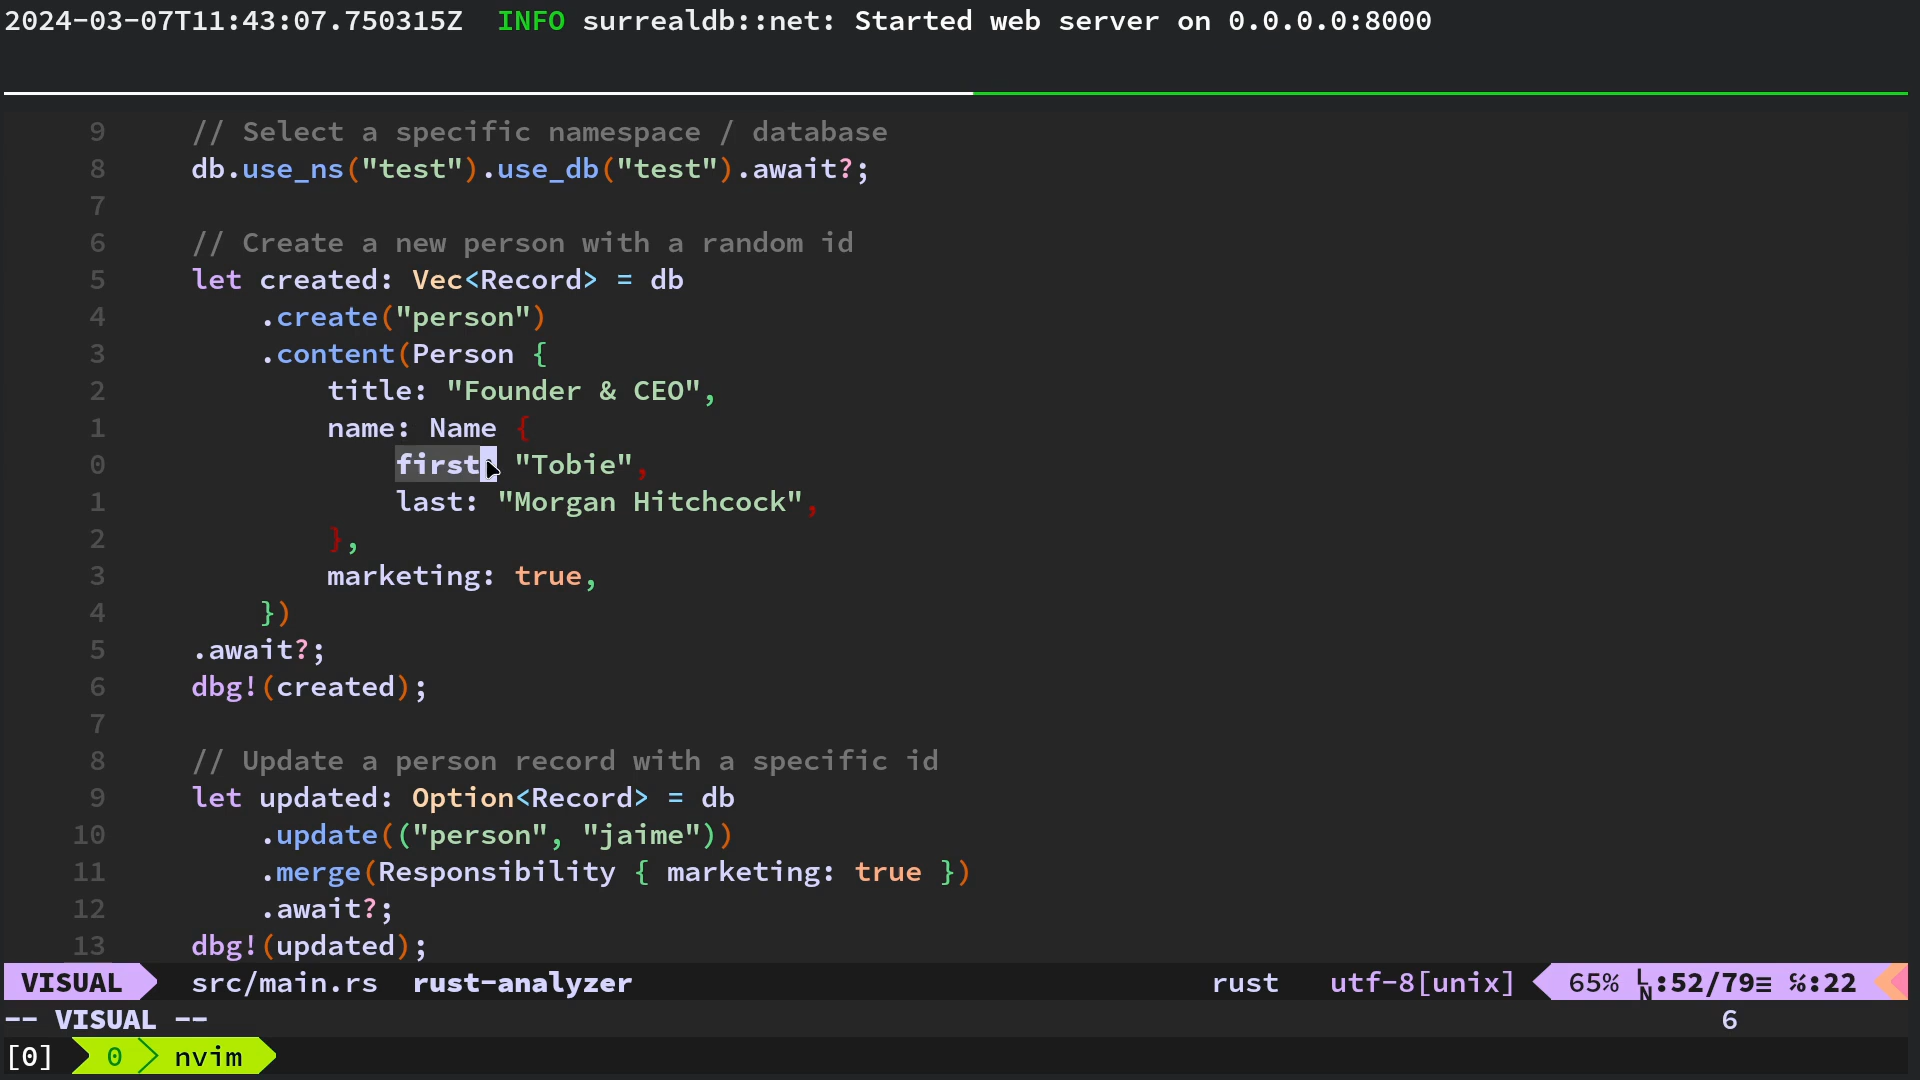 2024-03-07T11:43:07.750315Z  INFO surrealdb::net: Started web server on 0.0.0.0:8000
9     // Select a specific namespace / database
8     db.use_ns("test").use_db("test").await?;
7
6     // Create a new person with a random id
5     let created: Vec<Record> = db
4         .create("person")
3         .content(Person {
2             title: "Founder & CEO",
1             name: Name {
0                 first: "Tobie",
1                 last: "Morgan Hitchcock",
2             },
3             marketing: true,
4         })
5     .await?;
6     dbg!(created);
7
8     // Update a person record with a specific id
9     let updated: Option<Record> = db
10         .update(("person", "jaime"))
11         .merge(Responsibility { marketing: true })
12         .await?;
13     dbg!(updated);
VISUAL  src/main.rs  rust-analyzer  rust  utf-8[unix]  65% LN:52/79≡ ℅:22
-- VISUAL --  6
[0]  0  nvim